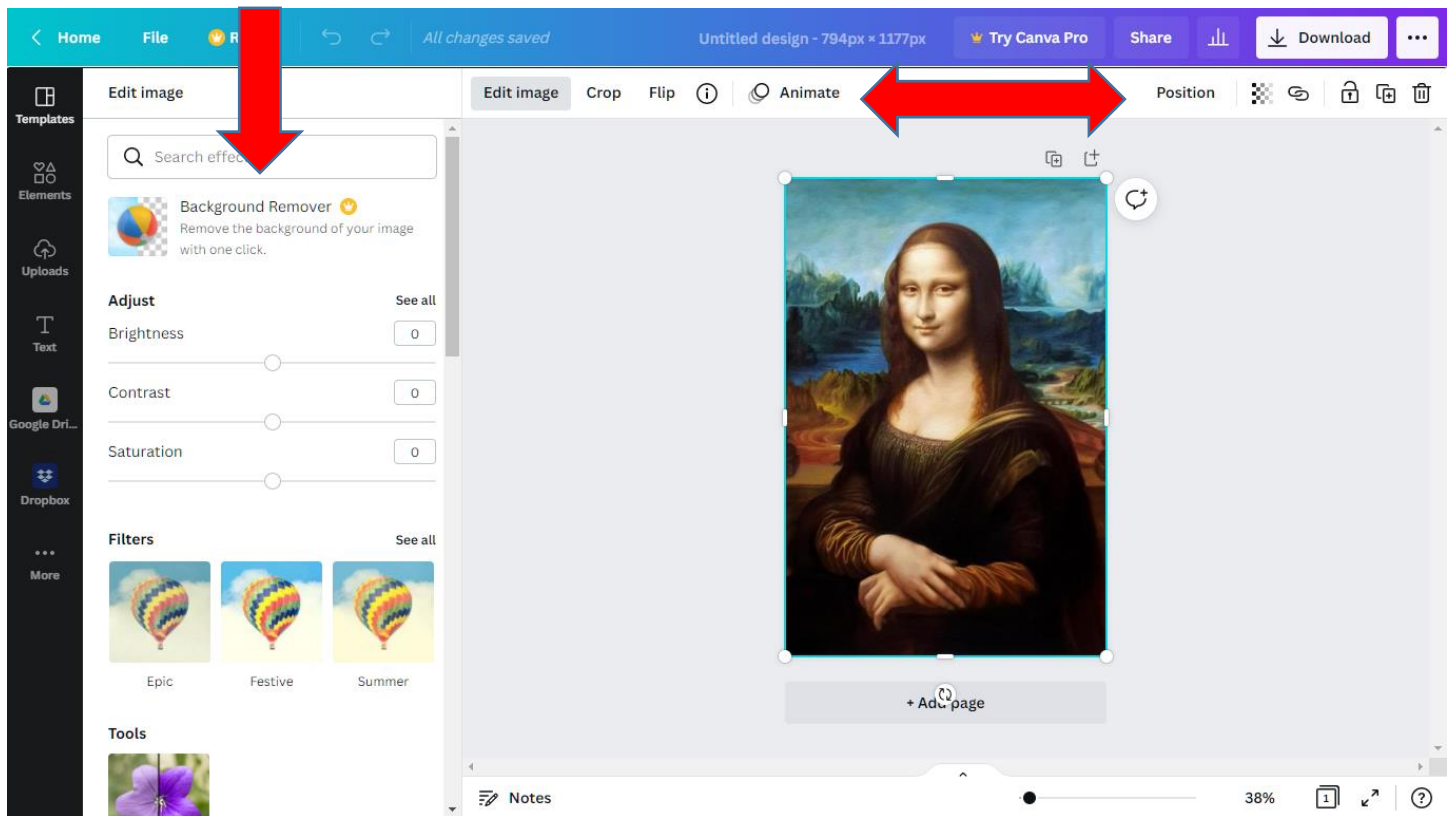 Home File All changes saved Untitled design - 794px × 1177px Try Canva Pro Share Download
Templates
Elements
Uploads
Text
Google Dri...
Dropbox
More
Edit image
Search
Background Remover
Remove the background of your image
with one click.
Adjust See all
Brightness 0
Contrast 0
Saturation 0
Filters See all
Epic Festive Summer
Tools
Edit image Crop Flip Animate Position
+ Add page
Notes 38% 1